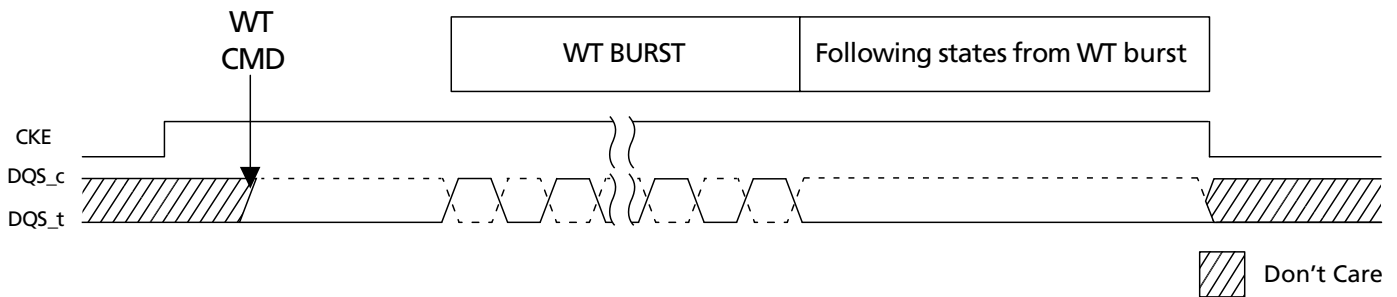 WT
CMD
WT BURST
Following states from WT burst
CKE
DQS_c
DQS_t
Don't Care